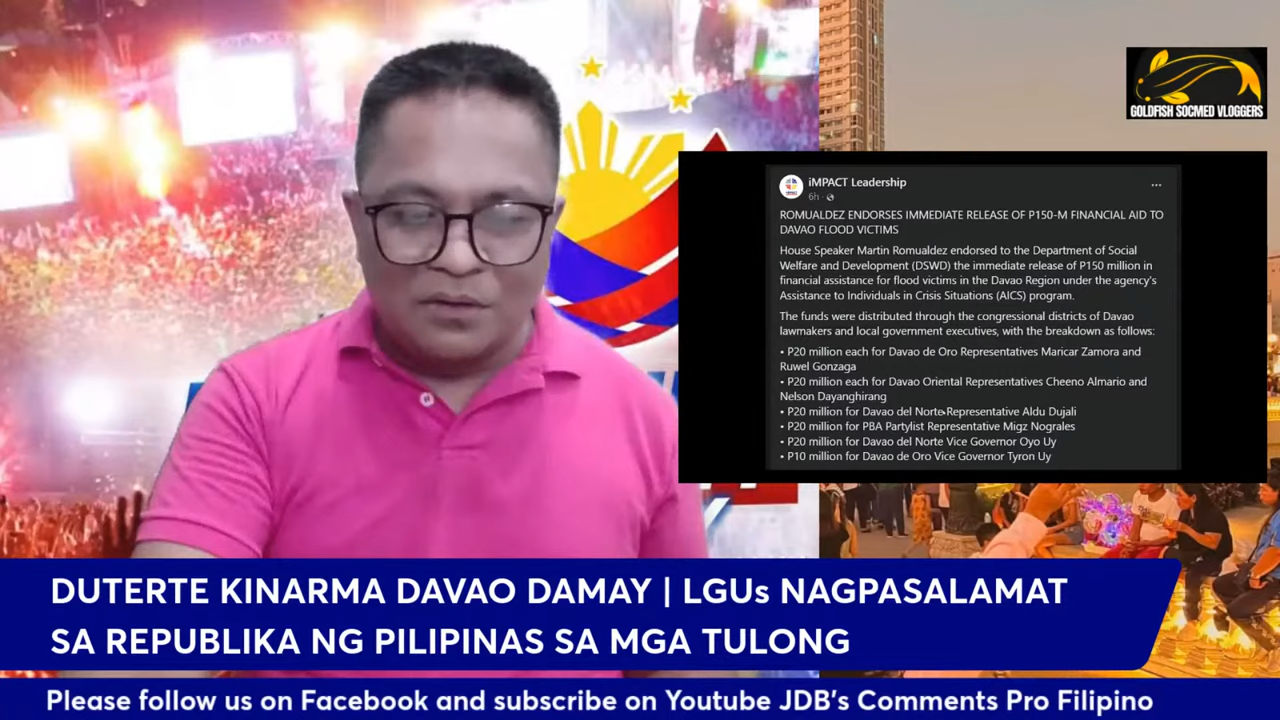 GOLDFISH SOCMED VLOGGERS
iMPACT Leadership
6h
ROMUALDEZ ENDORSES IMMEDIATE RELEASE OF P150-M FINANCIAL AID TO
DAVAO FLOOD VICTIMS
House Speaker Martin Romualdez endorsed to the Department of Social
Welfare and Development (DSWD) the immediate release of P150 million in
financial assistance for flood victims in the Davao Region under the agency's
Assistance to Individuals in Crisis Situations (AICS) program.
The funds were distributed through the congressional districts of Davao
lawmakers and local government executives, with the breakdown as follows:
• P20 million each for Davao de Oro Representatives Maricar Zamora and
Ruwel Gonzaga
• P20 million each for Davao Oriental Representatives Cheeno Almario and
Nelson Dayanghirang
• P20 million for Davao del Norte Representative Aldu Dujali
• P20 million for PBA Partylist Representative Migz Nograles
• P20 million for Davao del Norte Vice Governor Oyo Uy
• P10 million for Davao de Oro Vice Governor Tyron Uy
DUTERTE KINARMA DAVAO DAMAY | LGUs NAGPASALAMAT
SA REPUBLIKA NG PILIPINAS SA MGA TULONG
Please follow us on Facebook and subscribe on Youtube JDB's Comments Pro Filipino